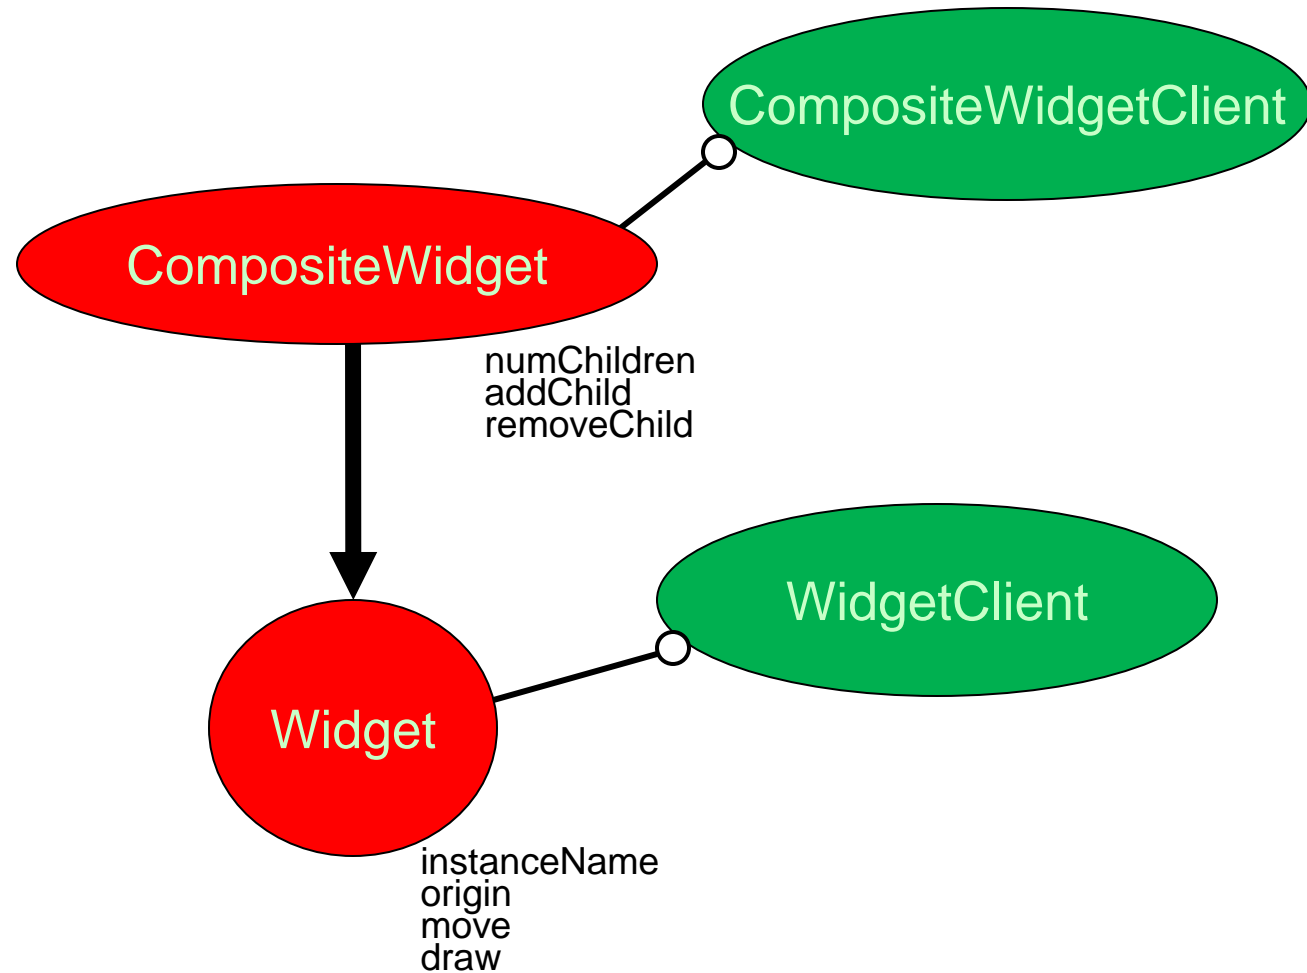 CompositeWidgetClient
CompositeWidget
numChildren
addChild
removeChild
WidgetClient
Widget
instanceName
origin
move
draw